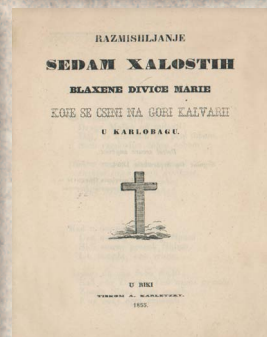 RAZMISHLJANJE
SEDAM XALOSTIH
BLAXENE DIVICE MARIE
KOJE SE CSINI NA GORI KALVARII
U KARLOBAGU.
U RIKI
TISKOM A. KARLETZKY.